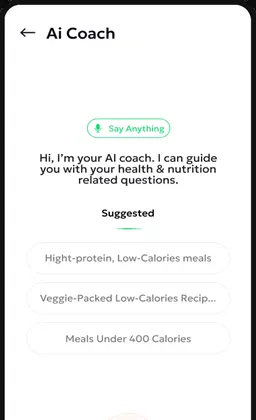 Ai Coach
Say Anything
Hi, I'm your AI coach. I can guide
you with your health & nutrition
related questions.
Suggested
Hight-protein, Low-Calories meals
Veggie-Packed Low-Calories Recip...
Meals Under 400 Calories